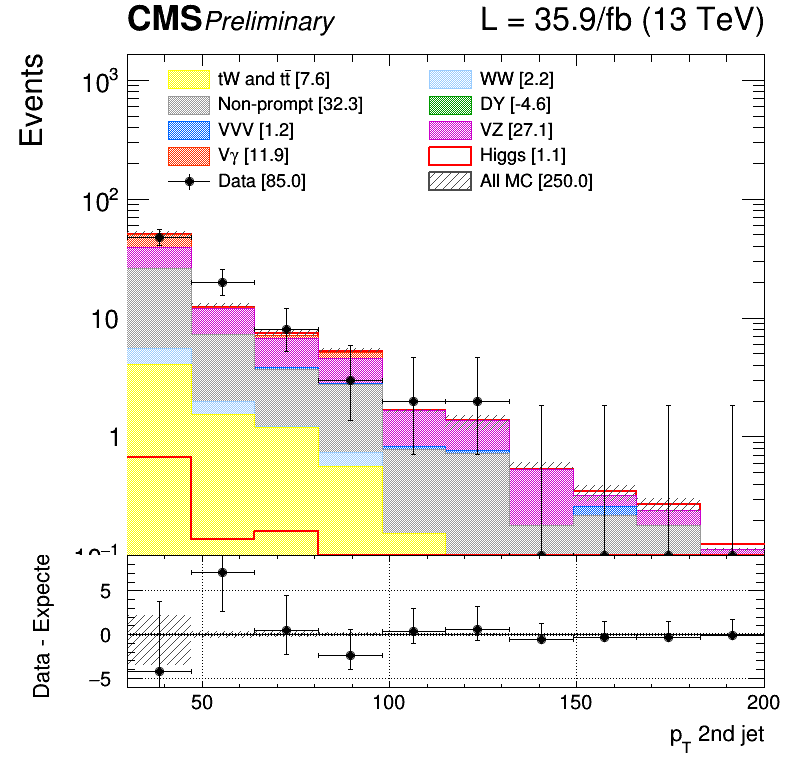 CMS Preliminary L = 35.9/fb (13 TeV)
Events
10³
10²
10
1
10⁻¹
tW and tt̄ [7.6]
Non-prompt [32.3]
VVV [1.2]
Vγ [11.9]
Data [85.0]
WW [2.2]
DY [-4.6]
VZ [27.1]
Higgs [1.1]
All MC [250.0]
Data - Expecte
5
0
−5
50 100 150 200
p_T 2nd jet